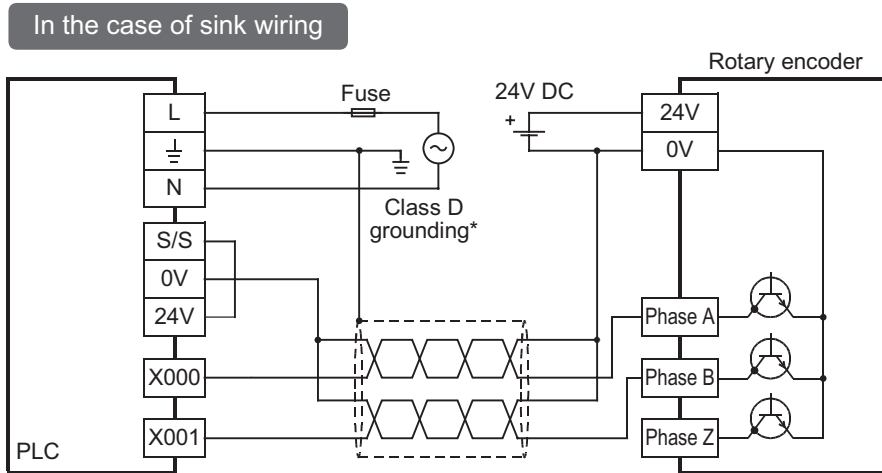 In the case of sink wiring
Rotary encoder
Fuse
24V DC
+
L
24V
0V
N
Class D
grounding*
S/S
0V
24V
Phase A
X000
Phase B
X001
Phase Z
PLC